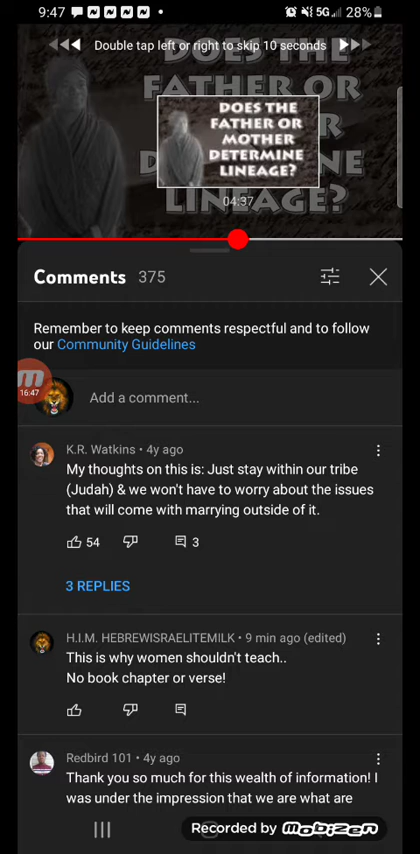 9:47
5G
28%
Double tap left or right to skip 10 seconds
DOES THE
FATHER OR
MOTHER
DETERMINE
LINEAGE?
DOES THE
FATHER OR
MOTHER
DETERMINE
LINEAGE?
04:37
Comments 375
Remember to keep comments respectful and to follow
our Community Guidelines
16:47
Add a comment...
K.R. Watkins • 4y ago
My thoughts on this is: Just stay within our tribe
(Judah) & we won't have to worry about the issues
that will come with marrying outside of it.
54
3
3 REPLIES
H.I.M. HEBREWISRAELITEMILK • 9 min ago (edited)
This is why women shouldn't teach..
No book chapter or verse!
Redbird 101 • 4y ago
Thank you so much for this wealth of information! I
was under the impression that we are what are
Recorded by mobizen